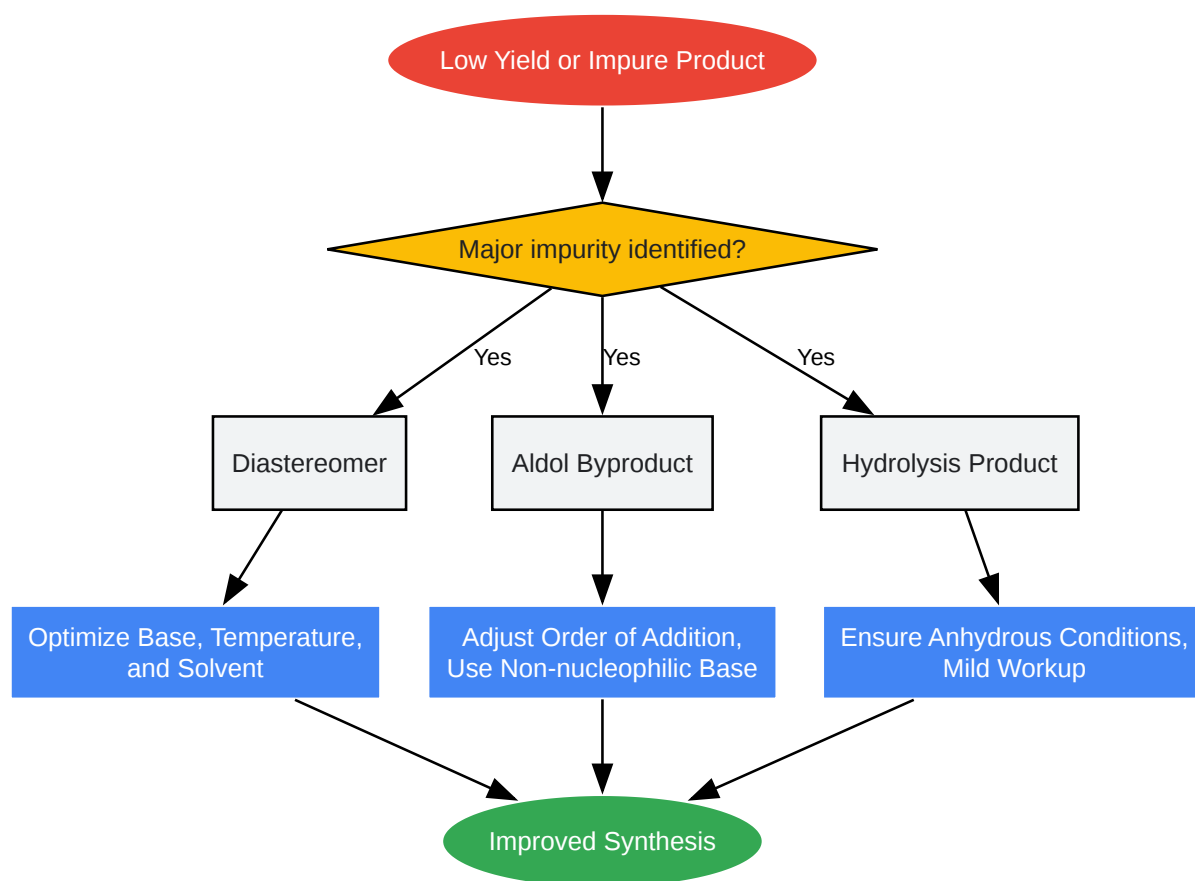 Low Yield or Impure Product
Major impurity identified?
Yes
Yes
Yes
Diastereomer
Aldol Byproduct
Hydrolysis Product
Optimize Base, Temperature,
and Solvent
Adjust Order of Addition,
Use Non-nucleophilic Base
Ensure Anhydrous Conditions,
Mild Workup
Improved Synthesis